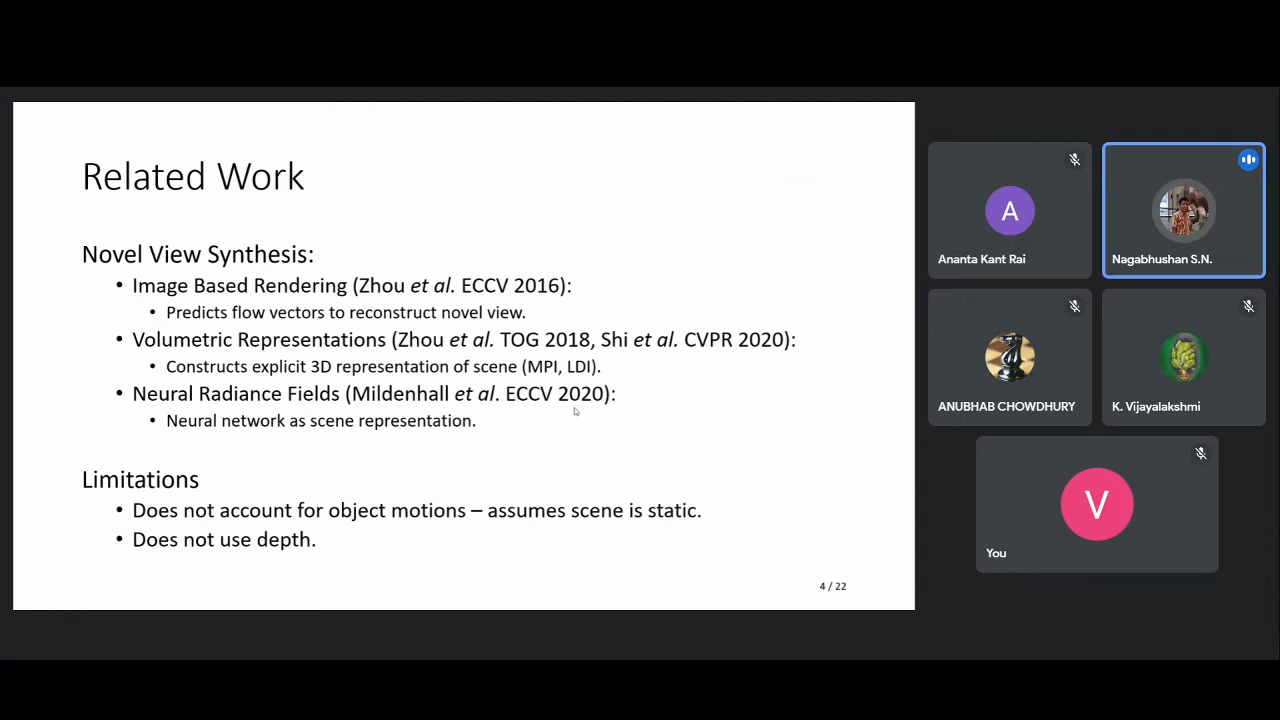 Related Work
Novel View Synthesis:
• Image Based Rendering (Zhou et al. ECCV 2016):
• Predicts flow vectors to reconstruct novel view.
• Volumetric Representations (Zhou et al. TOG 2018, Shi et al. CVPR 2020):
• Constructs explicit 3D representation of scene (MPI, LDI).
• Neural Radiance Fields (Mildenhall et al. ECCV 2020):
• Neural network as scene representation.
Limitations
• Does not account for object motions – assumes scene is static.
• Does not use depth.
4 / 22
A
Ananta Kant Rai
Nagabhushan S.N.
ANUBHAB CHOWDHURY
K. Vijayalakshmi
V
You